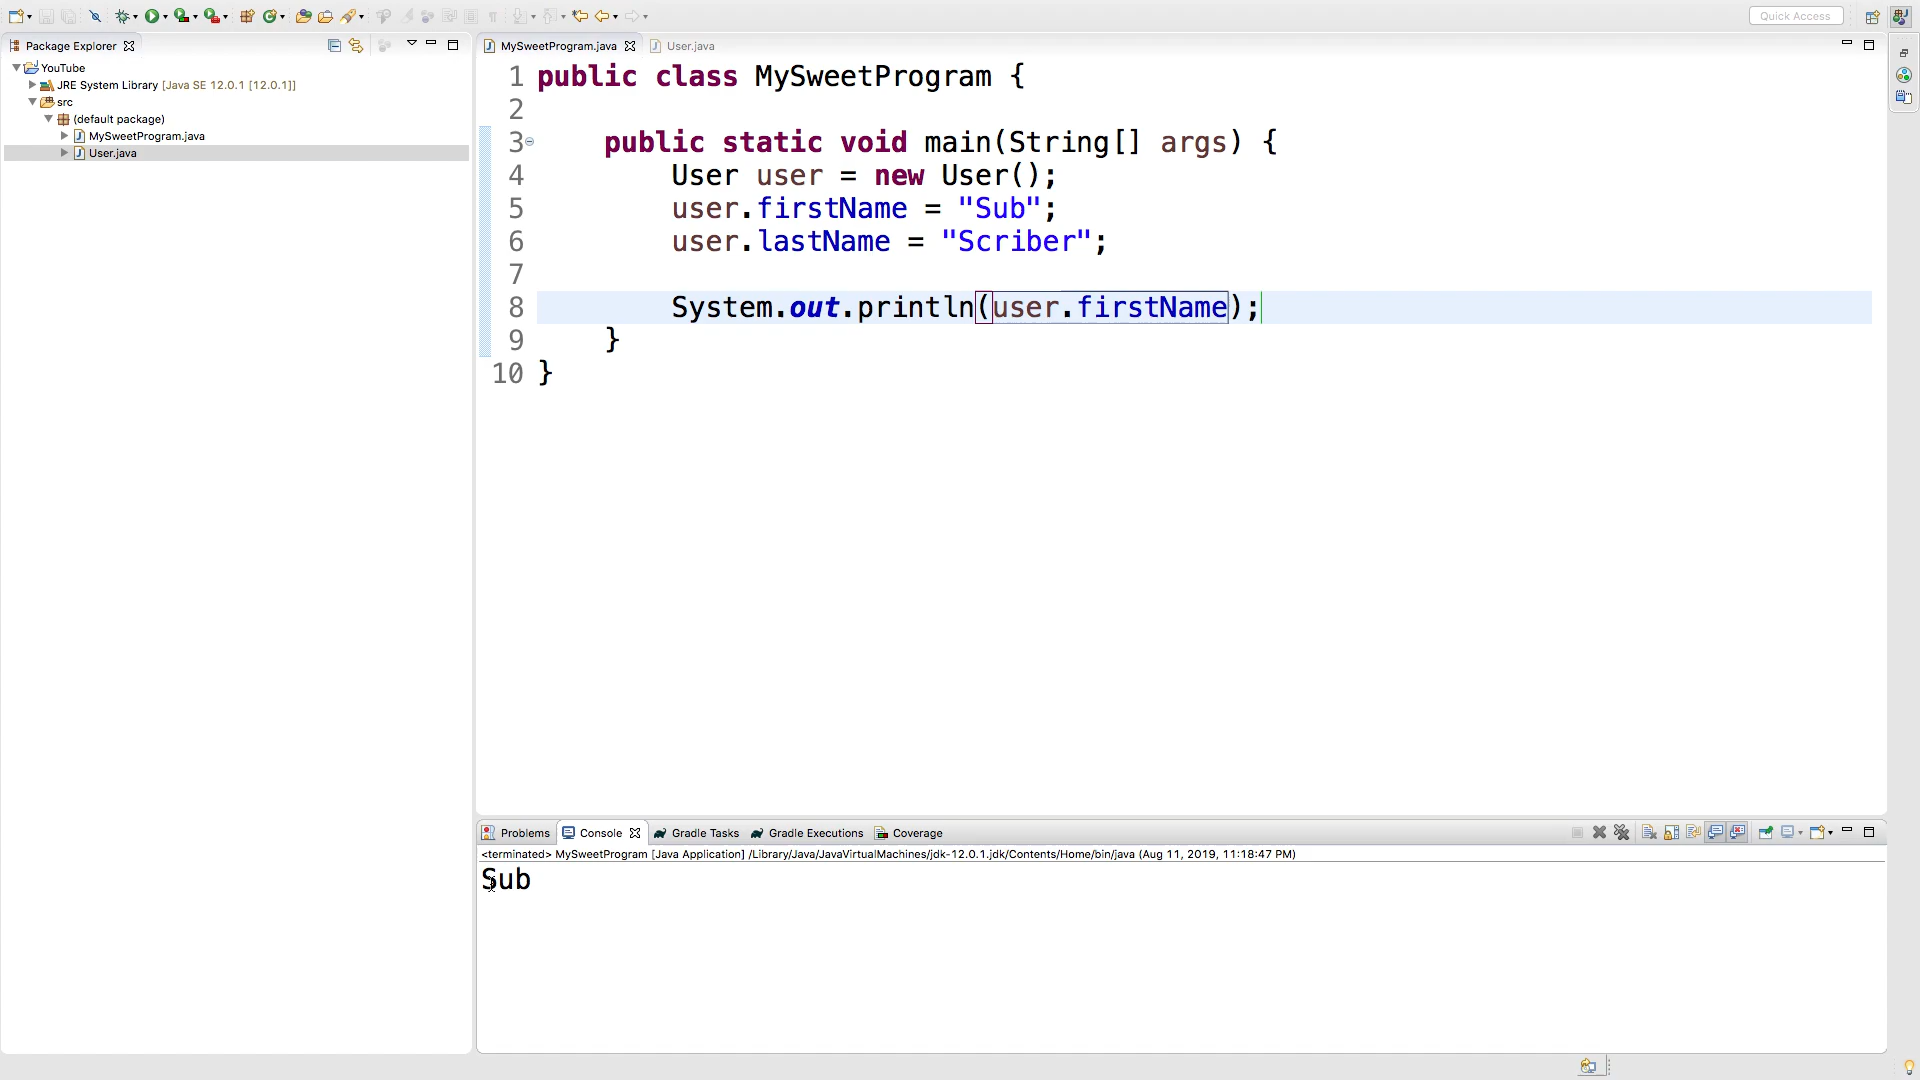 Quick Access
Package Explorer
YouTube
JRE System Library [Java SE 12.0.1 [12.0.1]]
src
(default package)
MySweetProgram.java
User.java
MySweetProgram.java
User.java
1 public class MySweetProgram {
2
3 public static void main(String[] args) {
4 User user = new User();
5 user.firstName = "Sub";
6 user.lastName = "Scriber";
7
8 System.out.println(user.firstName);
9 }
10 }
Problems Console Gradle Tasks Gradle Executions Coverage
<terminated> MySweetProgram [Java Application] /Library/Java/JavaVirtualMachines/jdk-12.0.1.jdk/Contents/Home/bin/java (Aug 11, 2019, 11:18:47 PM)
Sub